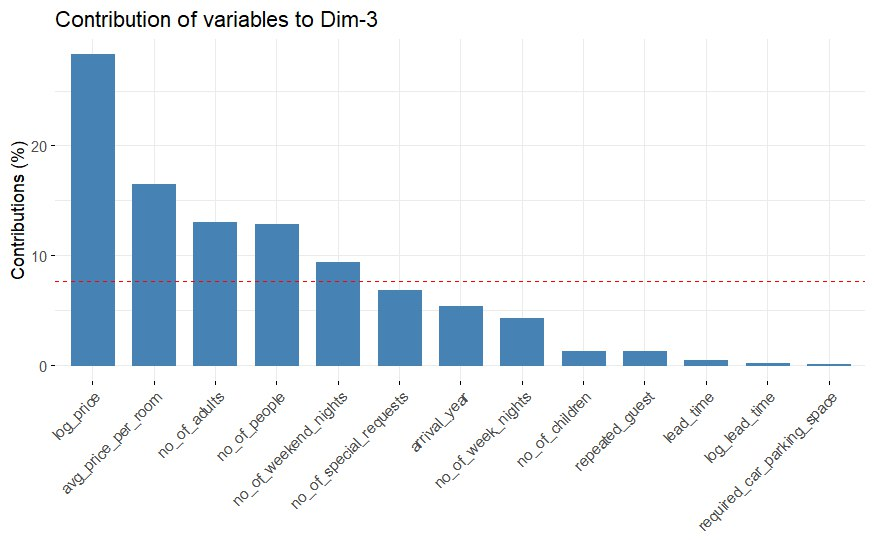 Contribution of variables to Dim-3
Contributions (%)
20
10
0
log_price
avg_price_per_room
no_of_adults
no_of_people
no_of_weekend_nights
no_of_special_requests
arrival_year
no_of_week_nights
no_of_children
repeated_guest
lead_time
log_lead_time
required_car_parking_space